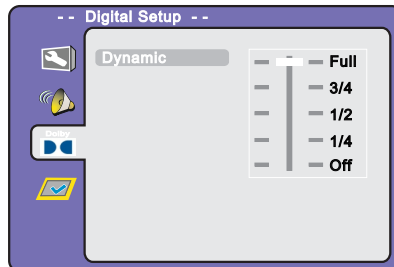 - - Digital Setup - -
Dynamic
Full
3/4
1/2
1/4
Off
Dolby